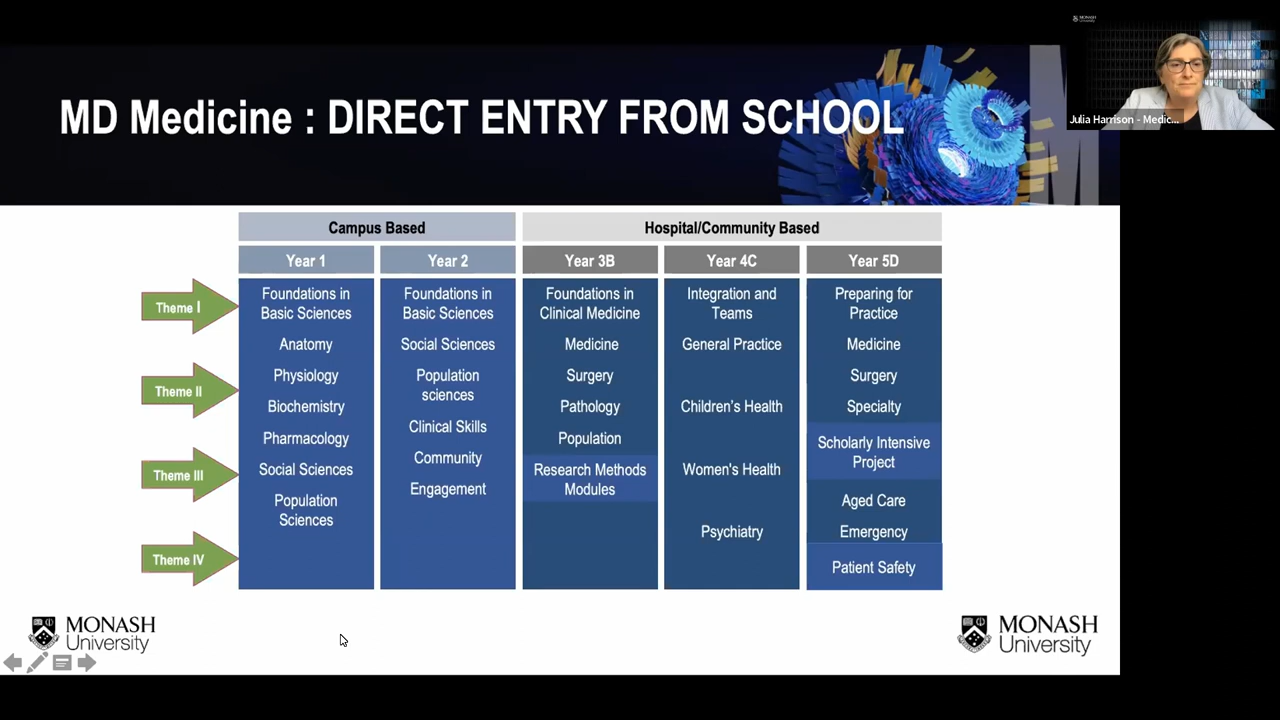 MONASH
University
MD Medicine : DIRECT ENTRY FROM SCHOOL
Julia Harrison - Medic...
Campus Based
Hospital/Community Based
Year 1
Year 2
Year 3B
Year 4C
Year 5D
Theme I
Theme II
Theme III
Theme IV
Foundations in
Basic Sciences
Anatomy
Physiology
Biochemistry
Pharmacology
Social Sciences
Population
Sciences
Foundations in
Basic Sciences
Social Sciences
Population
sciences
Clinical Skills
Community
Engagement
Foundations in
Clinical Medicine
Medicine
Surgery
Pathology
Population
Research Methods
Modules
Integration and
Teams
General Practice
Children's Health
Women's Health
Psychiatry
Preparing for
Practice
Medicine
Surgery
Specialty
Scholarly Intensive
Project
Aged Care
Emergency
Patient Safety
MONASH
University
MONASH
University